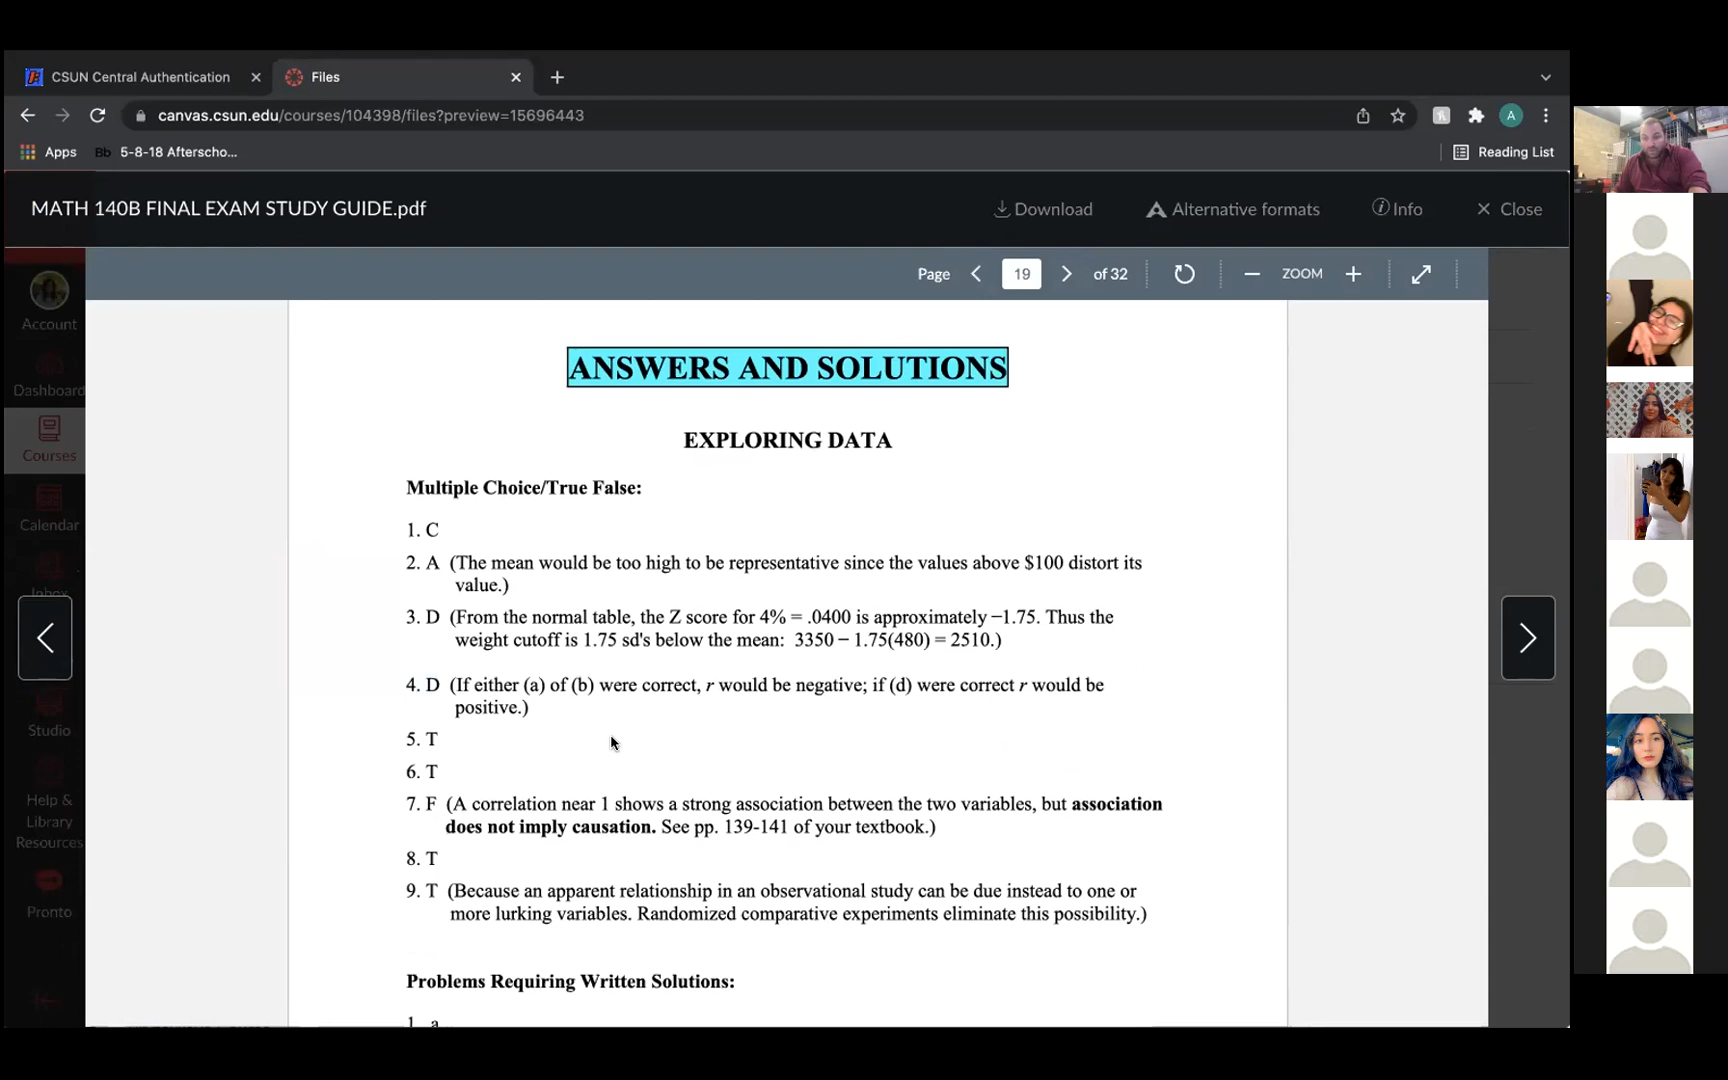 CSUN Central Authentication
Files
canvas.csun.edu/courses/104398/files?preview=15696443
A
Apps
Bb 5-8-18 Afterscho...
Reading List
MATH 140B FINAL EXAM STUDY GUIDE.pdf
Download
Alternative formats
Info
Close
Page 19 of 32
ZOOM
Account
Dashboard
Courses
Calendar
Inbox
Studio
Help &
Library
Resources
Pronto
ANSWERS AND SOLUTIONS
EXPLORING DATA
Multiple Choice/True False:
1. C
2. A (The mean would be too high to be representative since the values above $100 distort its
value.)
3. D (From the normal table, the Z score for 4% = .0400 is approximately −1.75. Thus the
weight cutoff is 1.75 sd's below the mean: 3350 − 1.75(480) = 2510.)
4. D (If either (a) of (b) were correct, r would be negative; if (d) were correct r would be
positive.)
5. T
6. T
7. F (A correlation near 1 shows a strong association between the two variables, but association
does not imply causation. See pp. 139-141 of your textbook.)
8. T
9. T (Because an apparent relationship in an observational study can be due instead to one or
more lurking variables. Randomized comparative experiments eliminate this possibility.)
Problems Requiring Written Solutions:
1. a